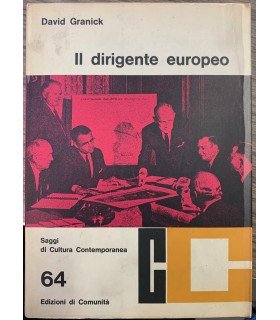 David Granick
Il dirigente europeo
Saggi
di Cultura Contemporanea
64
Edizioni di Comunità